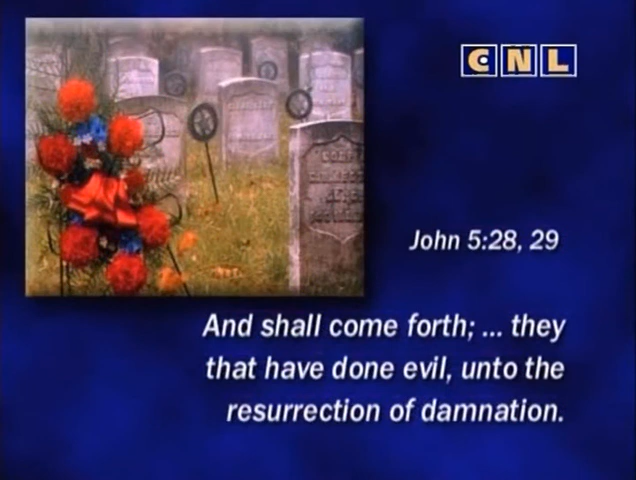 CNL
John 5:28, 29
And shall come forth; ... they
that have done evil, unto the
resurrection of damnation.